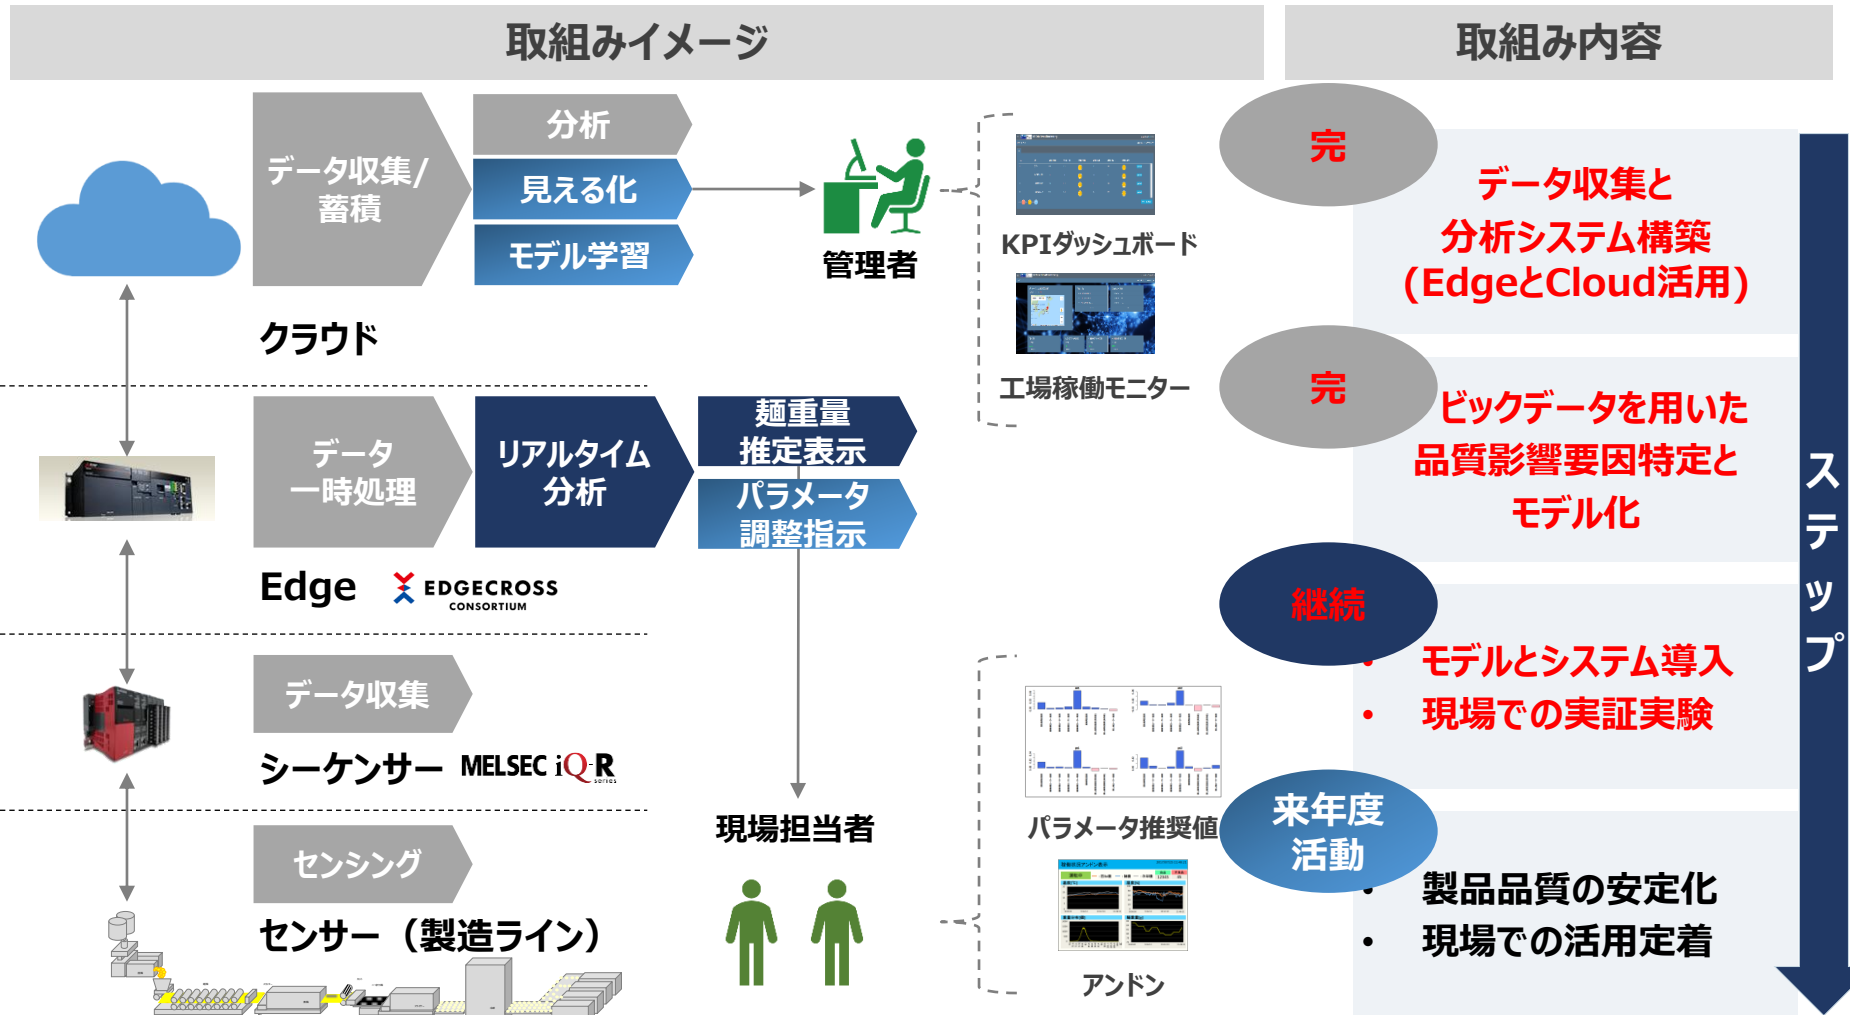 取組みイメージ
取組み内容
データ収集/
蓄積
分析
見える化
モデル学習
管理者
KPIダッシュボード
工場稼働モニター
クラウド
完
データ収集と
分析システム構築
(EdgeとCloud活用)
データ
一時処理
リアルタイム
分析
麺重量
推定表示
パラメータ
調整指示
Edge
EDGECROSS
CONSORTIUM
完
ビックデータを用いた
品質影響要因特定と
モデル化
データ収集
シーケンサー
MELSEC iQ-R
series
継続
• モデルとシステム導入
• 現場での実証実験
センシング
センサー（製造ライン）
現場担当者
パラメータ推奨値
アンドン
来年度
活動
• 製品品質の安定化
• 現場での活用定着
ステップ